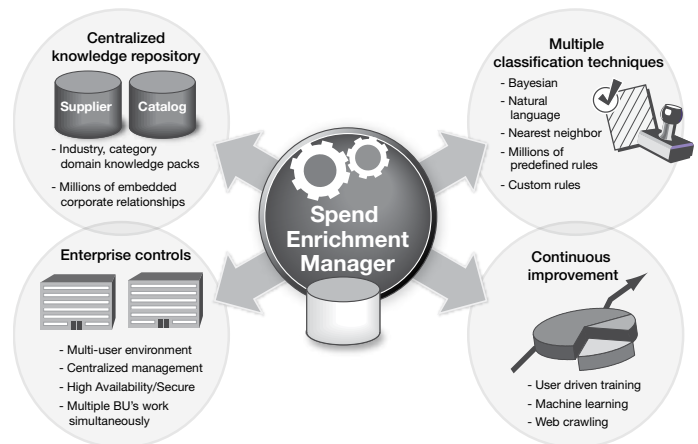 Centralized
knowledge repository
Supplier
Catalog
- Industry, category
domain knowledge packs
- Millions of embedded
corporate relationships
Multiple
classification techniques
- Bayesian
- Natural
language
- Nearest neighbor
- Millions of
predefined rules
- Custom rules
Spend
Enrichment
Manager
Enterprise controls
- Multi-user environment
- Centralized management
- High Availability/Secure
- Multiple BU's work
simultaneously
Continuous
improvement
- User driven training
- Machine learning
- Web crawling